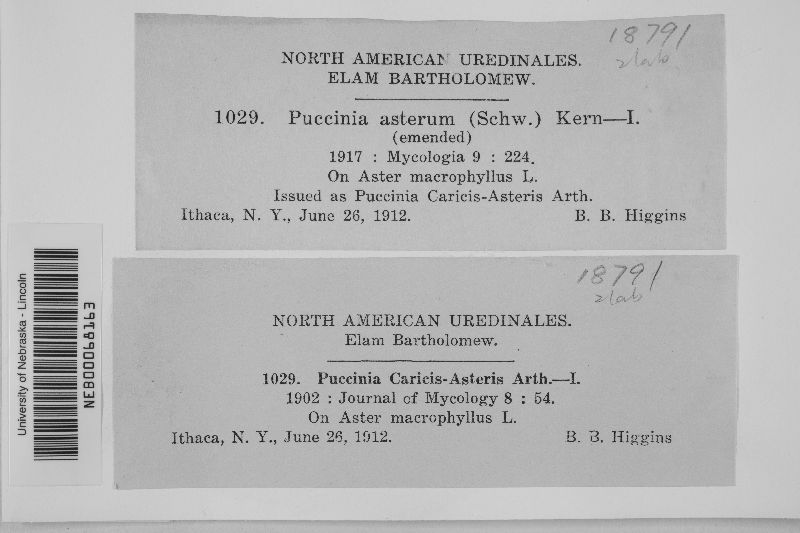 18791
2lab
NORTH AMERICAN UREDINALES.
ELAM BARTHOLOMEW.
1029. Puccinia asterum (Schw.) Kern—I.
(emended)
1917 : Mycologia 9 : 224.
On Aster macrophyllus L.
Issued as Puccinia Caricis-Asteris Arth.
Ithaca, N. Y., June 26, 1912. B. B. Higgins
University of Nebraska - Lincoln
NEB00068163
18791
2lab
NORTH AMERICAN UREDINALES.
Elam Bartholomew.
1029. Puccinia Caricis-Asteris Arth.—I.
1902 : Journal of Mycology 8 : 54.
On Aster macrophyllus L.
Ithaca, N. Y., June 26, 1912. B. B. Higgins